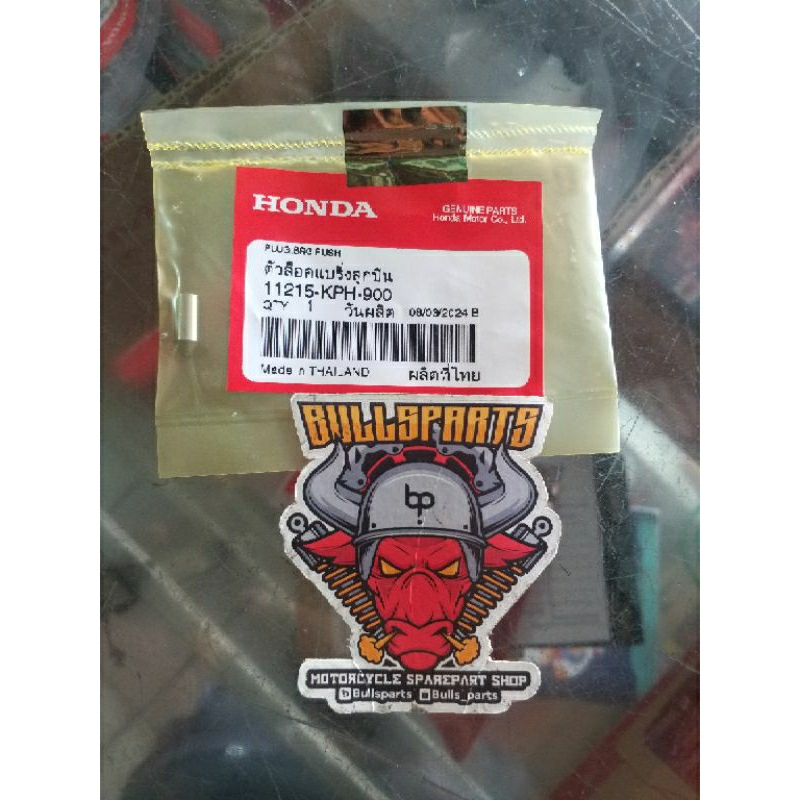 HONDA
GENUINE PARTS
Honda Motor Co., Ltd.
PLUG,BRG PUSH
ตัวล็อคแบริ่งลูกปืน
11215-KPH-900
QTY 1 วันผลิต 08/03/2024 B
Made in THAILAND ผลิตที่ไทย
BULLSPARTS
bp
MOTORCYCLE SPAREPART SHOP
Bullsparts Bulls_parts